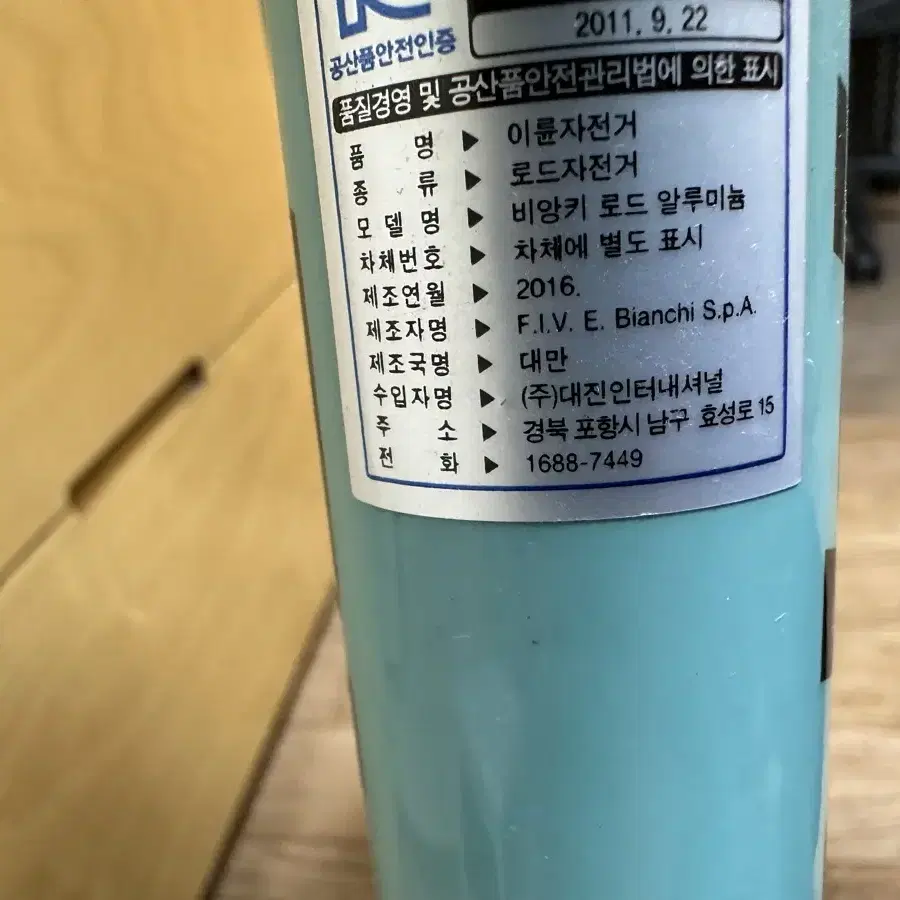 공산품안전인증
2011. 9. 22
품질경영 및 공산품안전관리법에 의한 표시
품 명 ▶ 이륜자전거
종 류 ▶ 로드자전거
모 델 명 ▶ 비앙키 로드 알루미늄
차체번호 ▶ 차체에 별도 표시
제조연월 ▶ 2016.
제조자명 ▶ F.I.V. E. Bianchi S.p.A.
제조국명 ▶ 대만
수입자명 ▶ (주)대진인터내셔널
주 소 ▶ 경북 포항시 남구 효성로 15
전 화 ▶ 1688-7449